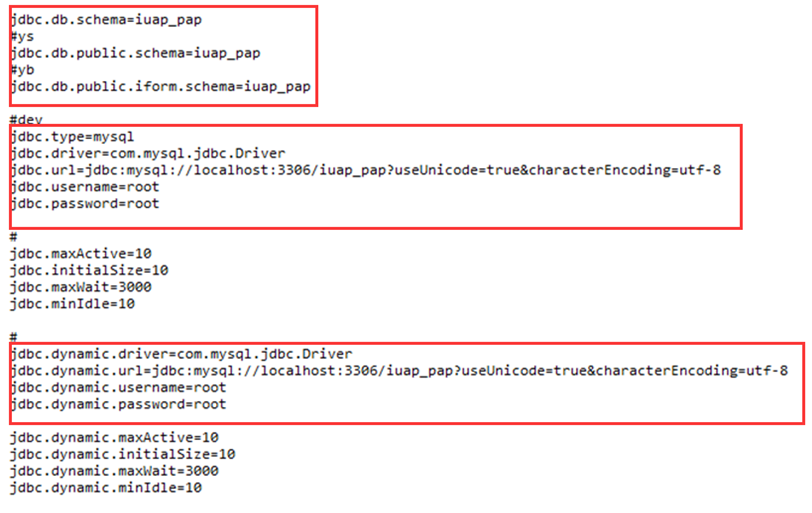 jdbc.db.schema=iuap_pap
#ys
jdbc.db.public.schema=iuap_pap
#yb
jdbc.db.public.iform.schema=iuap_pap
#dev
jdbc.type=mysql
jdbc.driver=com.mysql.jdbc.Driver
jdbc.url=jdbc:mysql://localhost:3306/iuap_pap?useUnicode=true&characterEncoding=utf-8
jdbc.username=root
jdbc.password=root
#
jdbc.maxActive=10
jdbc.initialSize=10
jdbc.maxWait=3000
jdbc.minIdle=10
#
jdbc.dynamic.driver=com.mysql.jdbc.Driver
jdbc.dynamic.url=jdbc:mysql://localhost:3306/iuap_pap?useUnicode=true&characterEncoding=utf-8
jdbc.dynamic.username=root
jdbc.dynamic.password=root
jdbc.dynamic.maxActive=10
jdbc.dynamic.initialSize=10
jdbc.dynamic.maxWait=3000
jdbc.dynamic.minIdle=10